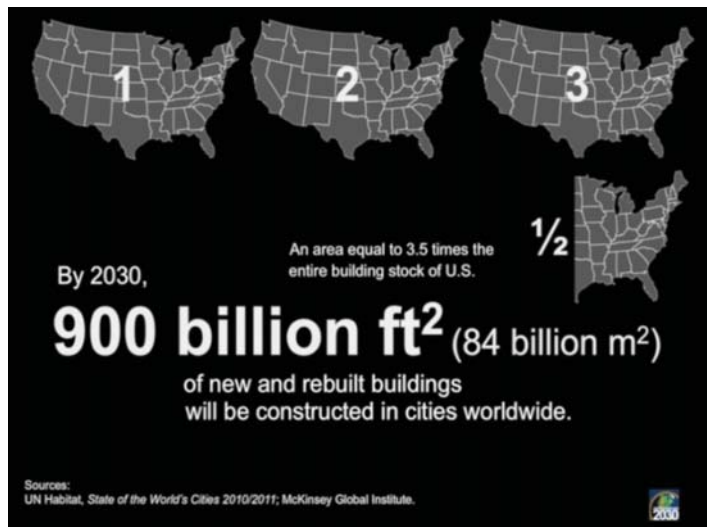 1
2
3
½
An area equal to 3.5 times the
entire building stock of U.S.
By 2030,
900 billion ft² (84 billion m²)
of new and rebuilt buildings
will be constructed in cities worldwide.
Sources:
UN Habitat, State of the World's Cities 2010/2011; McKinsey Global Institute.
2030